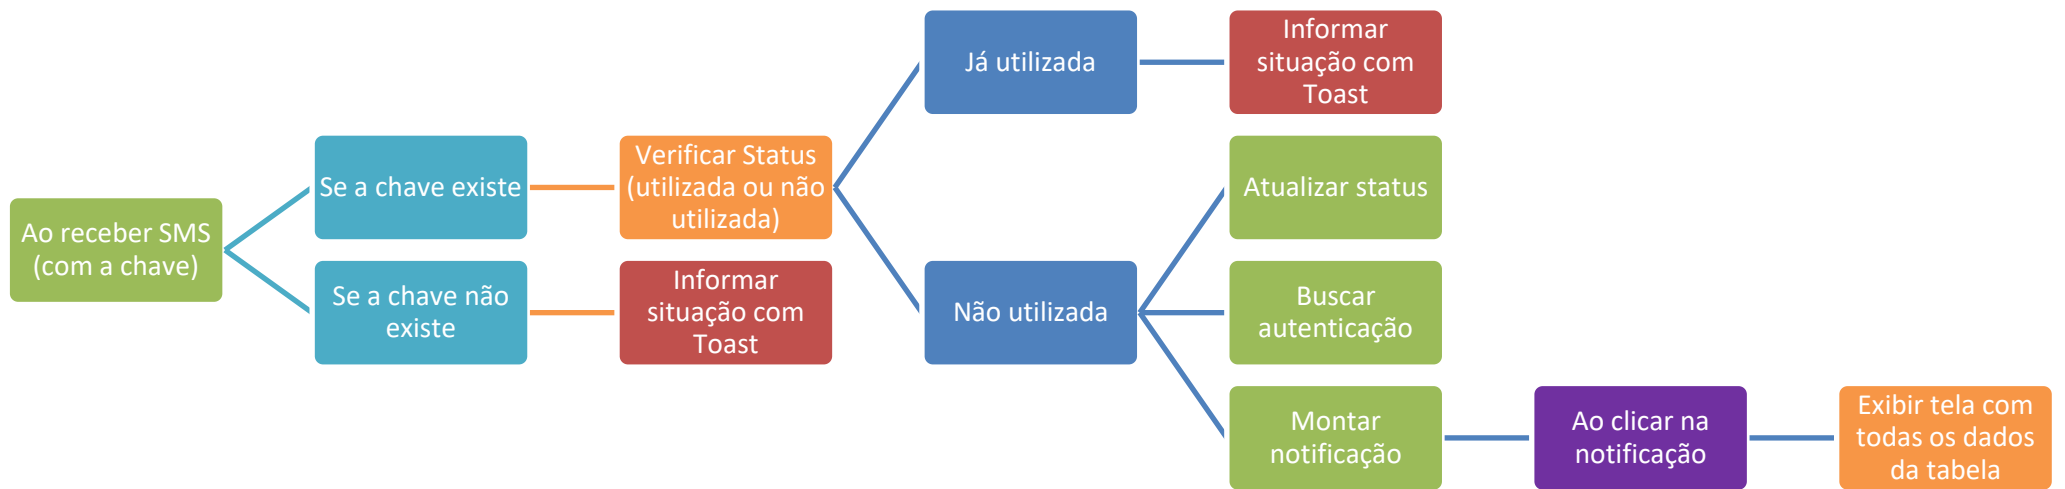 Ao receber SMS
(com a chave)
Se a chave existe
Se a chave não
existe
Verificar Status
(utilizada ou não
utilizada)
Informar
situação com
Toast
Já utilizada
Não utilizada
Informar
situação com
Toast
Atualizar status
Buscar
autenticação
Montar
notificação
Ao clicar na
notificação
Exibir tela com
todas os dados
da tabela